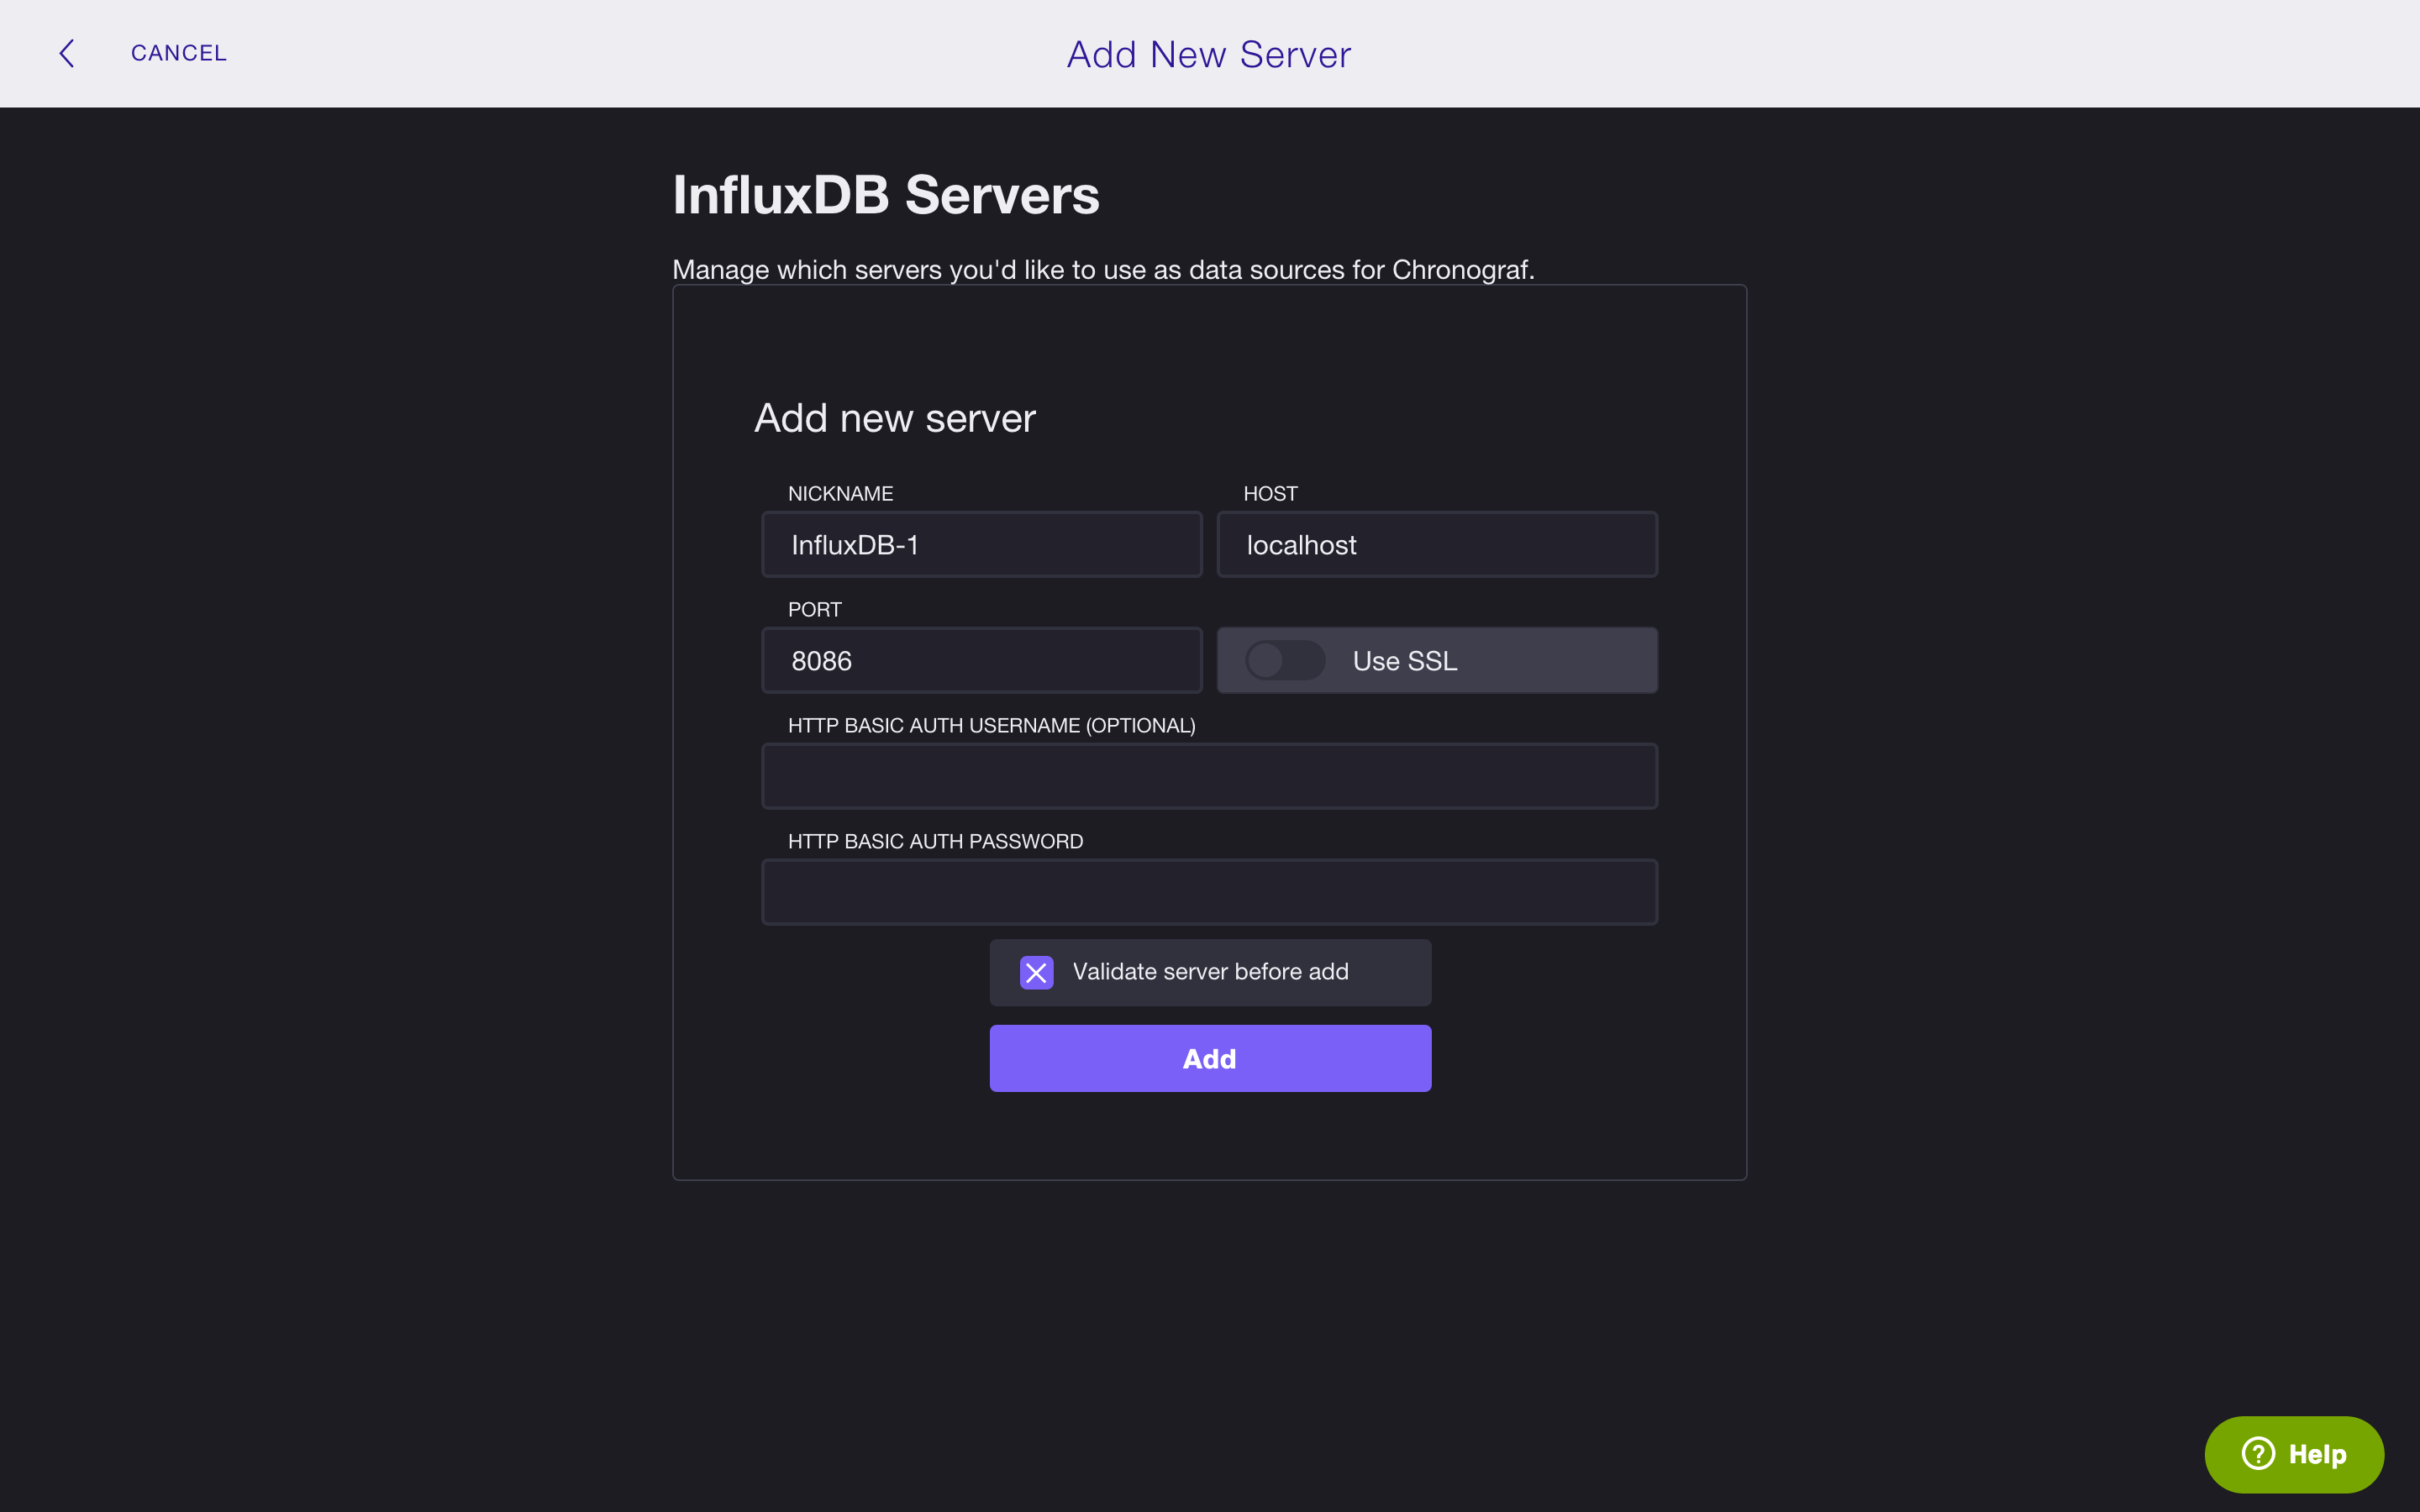 CANCEL
Add New Server
InfluxDB Servers
Manage which servers you'd like to use as data sources for Chronograf.
Add new server
NICKNAME
HOST
InfluxDB-1
localhost
PORT
8086
Use SSL
HTTP BASIC AUTH USERNAME (OPTIONAL)
HTTP BASIC AUTH PASSWORD
Validate server before add
Add
Help